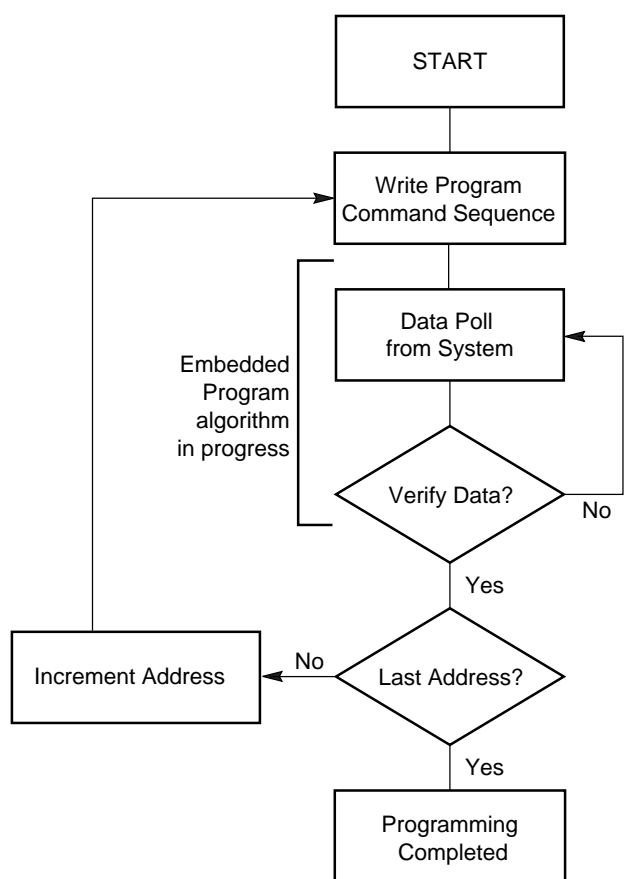 START
Write Program
Command Sequence
Data Poll
from System
Embedded
Program
algorithm
in progress
Verify Data?
No
Yes
Increment Address
No
Last Address?
Yes
Programming
Completed